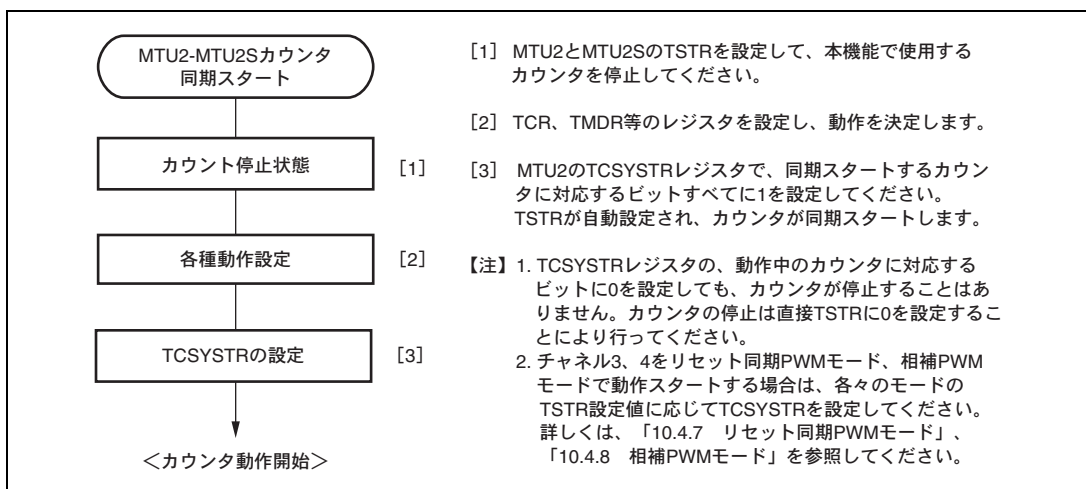 MTU2-MTU2Sカウンタ
同期スタート
カウント停止状態 [1]
各種動作設定 [2]
TCSYSTRの設定 [3]
＜カウンタ動作開始＞
[1] MTU2とMTU2SのTSTRを設定して、本機能で使用する
カウンタを停止してください。
[2] TCR、TMDR等のレジスタを設定し、動作を決定します。
[3] MTU2のTCSYSTRレジスタで、同期スタートするカウン
タに対応するビットすべてに1を設定してください。
TSTRが自動設定され、カウンタが同期スタートします。
【注】1. TCSYSTRレジスタの、動作中のカウンタに対応する
ビットに0を設定しても、カウンタが停止することはあ
りません。カウンタの停止は直接TSTRに0を設定するこ
とにより行ってください。
2. チャネル3、4をリセット同期PWMモード、相補PWM
モードで動作スタートする場合は、各々のモードの
TSTR設定値に応じてTCSYSTRを設定してください。
詳しくは、「10.4.7 リセット同期PWMモード」、
「10.4.8 相補PWMモード」を参照してください。